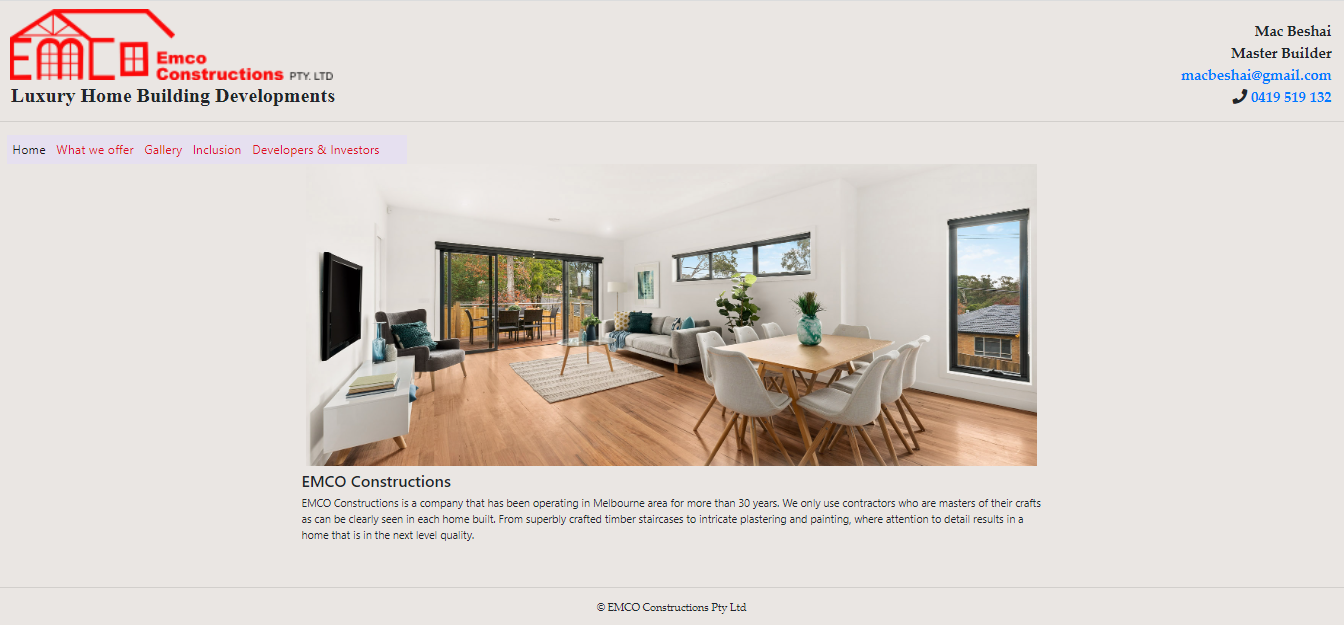 EMCO Emco
Constructions PTY. LTD
Luxury Home Building Developments
Mac Beshai
Master Builder
macbeshai@gmail.com
0419 519 132
Home What we offer Gallery Inclusion Developers & Investors
EMCO Constructions
EMCO Constructions is a company that has been operating in Melbourne area for more than 30 years. We only use contractors who are masters of their crafts
as can be clearly seen in each home built. From superbly crafted timber staircases to intricate plastering and painting, where attention to detail results in a
home that is in the next level quality.
© EMCO Constructions Pty Ltd